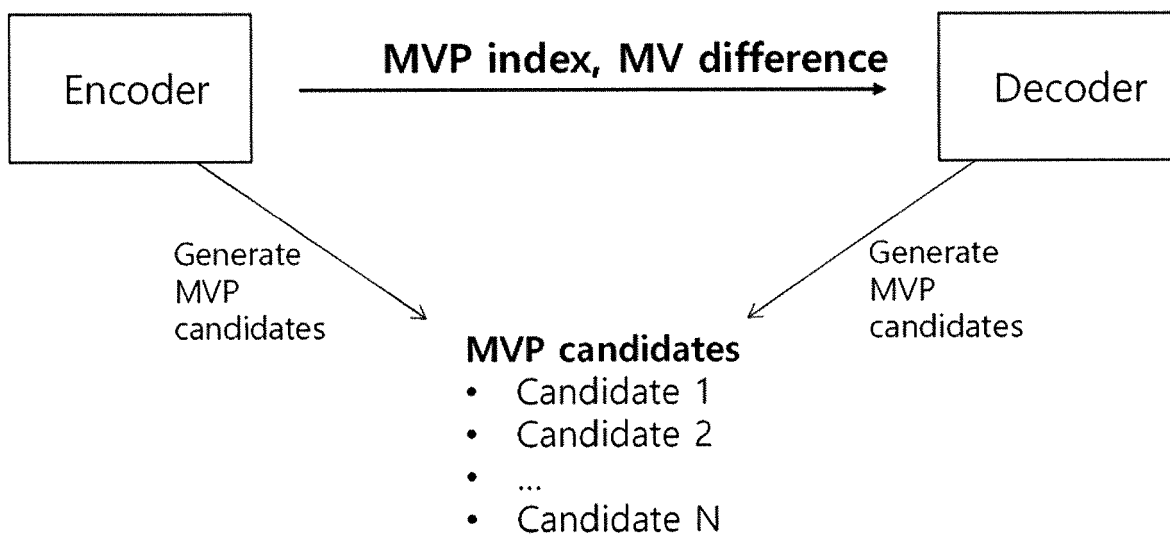 Encoder
MVP index, MV difference
Decoder
Generate
MVP
candidates
Generate
MVP
candidates
MVP candidates
• Candidate 1
• Candidate 2
• ...
• Candidate N